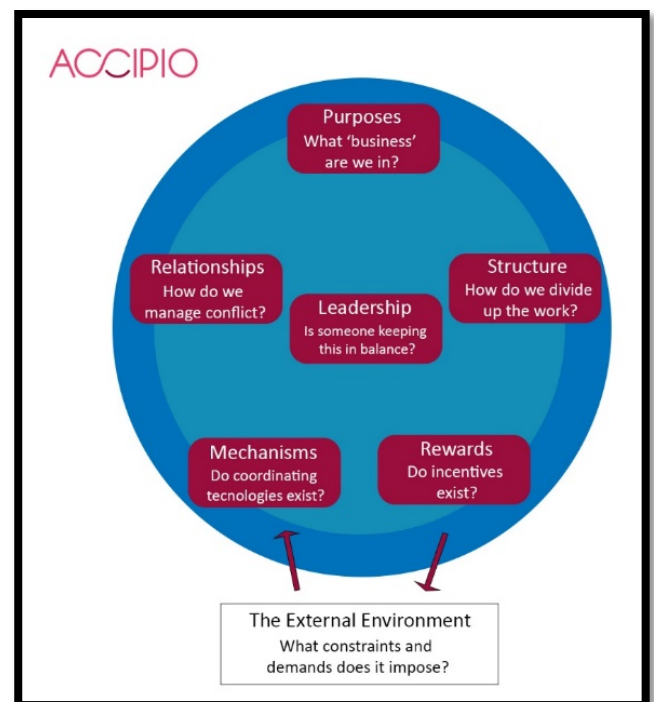 ACCIPIO
Purposes
What ‘business’
are we in?
Relationships
How do we
manage conflict?
Structure
How do we divide
up the work?
Leadership
Is someone keeping
this in balance?
Mechanisms
Do coordinating
tecnologies exist?
Rewards
Do incentives
exist?
The External Environment
What constraints and
demands does it impose?